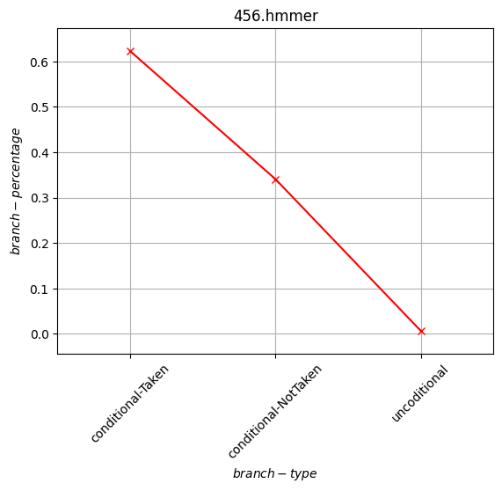 456.hmmer
branch − percentage
0.6
0.5
0.4
0.3
0.2
0.1
0.0
conditional-Taken
conditional-NotTaken
uncoditional
branch − type